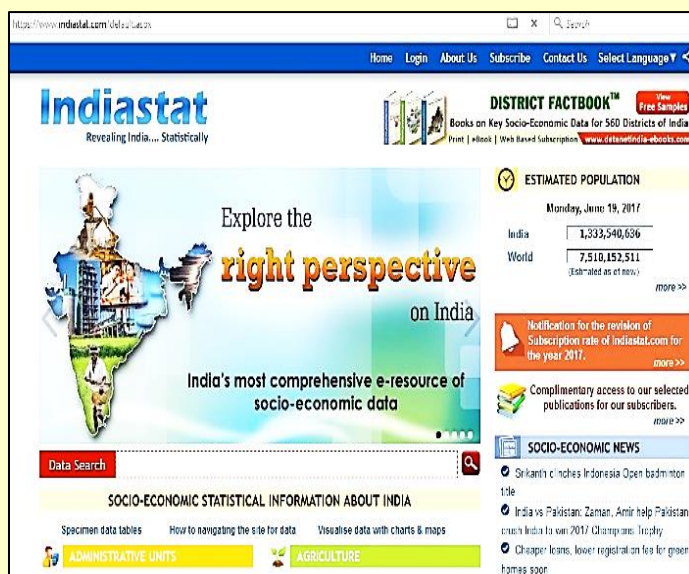 https://www.indiastat.com/default.aspx
Search
Home Login About Us Subscribe Contact Us Select Language▼
Indiastat
Revealing India.... Statistically
DISTRICT FACTBOOK™
View Free Samples
Books on Key Socio-Economic Data for 560 Districts of India
Print | eBook | Web Based Subscription www.datanetindia-ebooks.com
Explore the
right perspective
on India
India's most comprehensive e-resource of
socio-economic data
Data Search
SOCIO-ECONOMIC STATISTICAL INFORMATION ABOUT INDIA
Specimen data tables How to navigating the site for data Visualise data with charts & maps
ADMINISTRATIVE UNITS AGRICULTURE
ESTIMATED POPULATION
Monday, June 19, 2017
India 1,333,540,636
World 7,518,152,511
(Estimated as of now)
more >>
Notification for the revision of
Subscription rate of Indiastat.com for
the year 2017.
more >>
Complimentary access to our selected
publications for our subscribers.
more >>
SOCIO-ECONOMIC NEWS
Srikanth clinches Indonesia Open badminton
title
India vs Pakistan: Zaman, Amir help Pakistan
crush India to win 2017 Champions Trophy
Cheaper loans, lower registration fee for green
homes soon